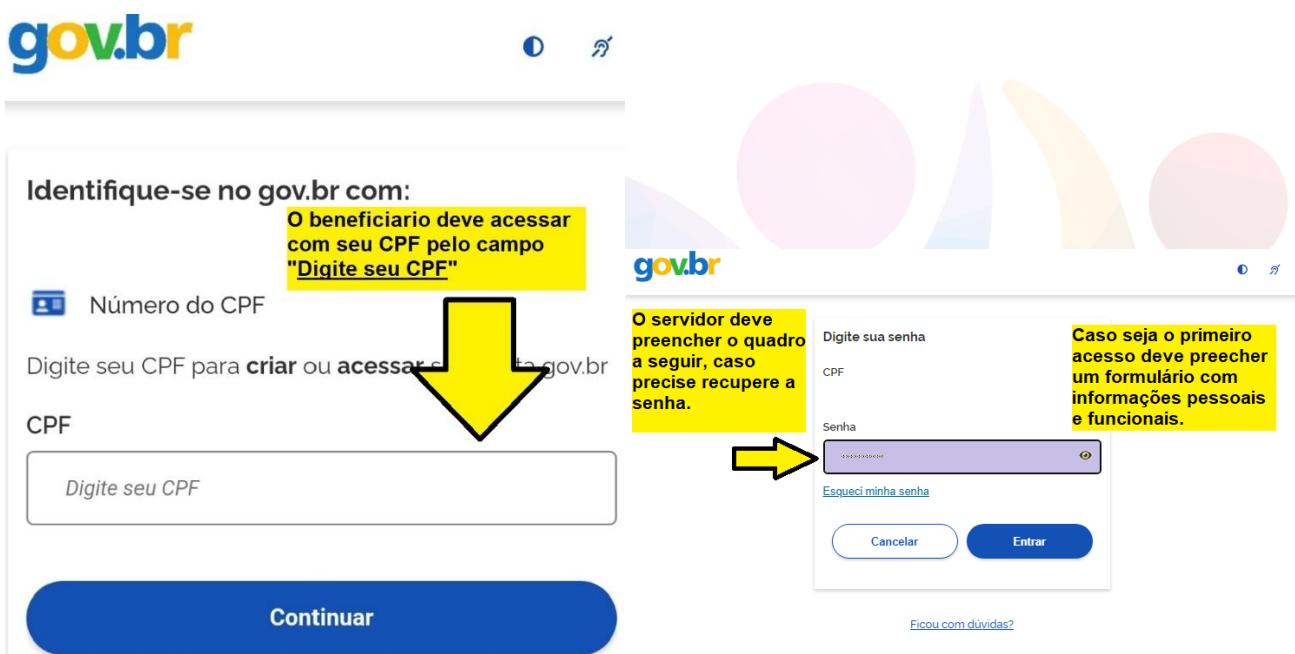 gov.br
Identifique-se no gov.br com:
O beneficiario deve acessar
com seu CPF pelo campo
"Digite seu CPF"
Número do CPF
Digite seu CPF para criar ou acessar s ta gov.br
CPF
Digite seu CPF
Continuar
gov.br
O servidor deve
preencher o quadro
a seguir, caso
precise recupere a
senha.
Digite sua senha
CPF
Senha
Esqueci minha senha
Cancelar
Entrar
Caso seja o primeiro
acesso deve preecher
um formulário com
informações pessoais
e funcionais.
Ficou com dúvidas?